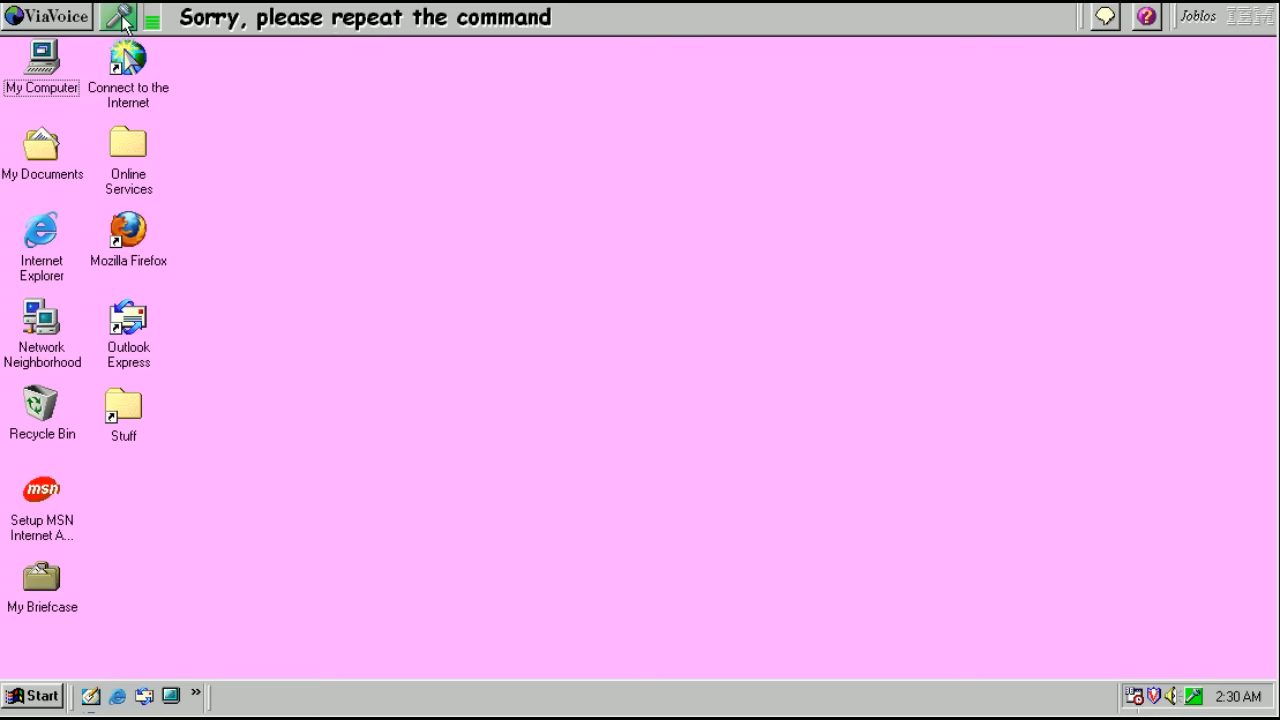 ViaVoice
Sorry, please repeat the command
Joblos
IBM
My Computer
Connect to the
Internet
My Documents
Online
Services
Internet
Explorer
Mozilla Firefox
Network
Neighborhood
Outlook
Express
Recycle Bin
Stuff
msn
Setup MSN
Internet A...
My Briefcase
Start
»
2:30 AM